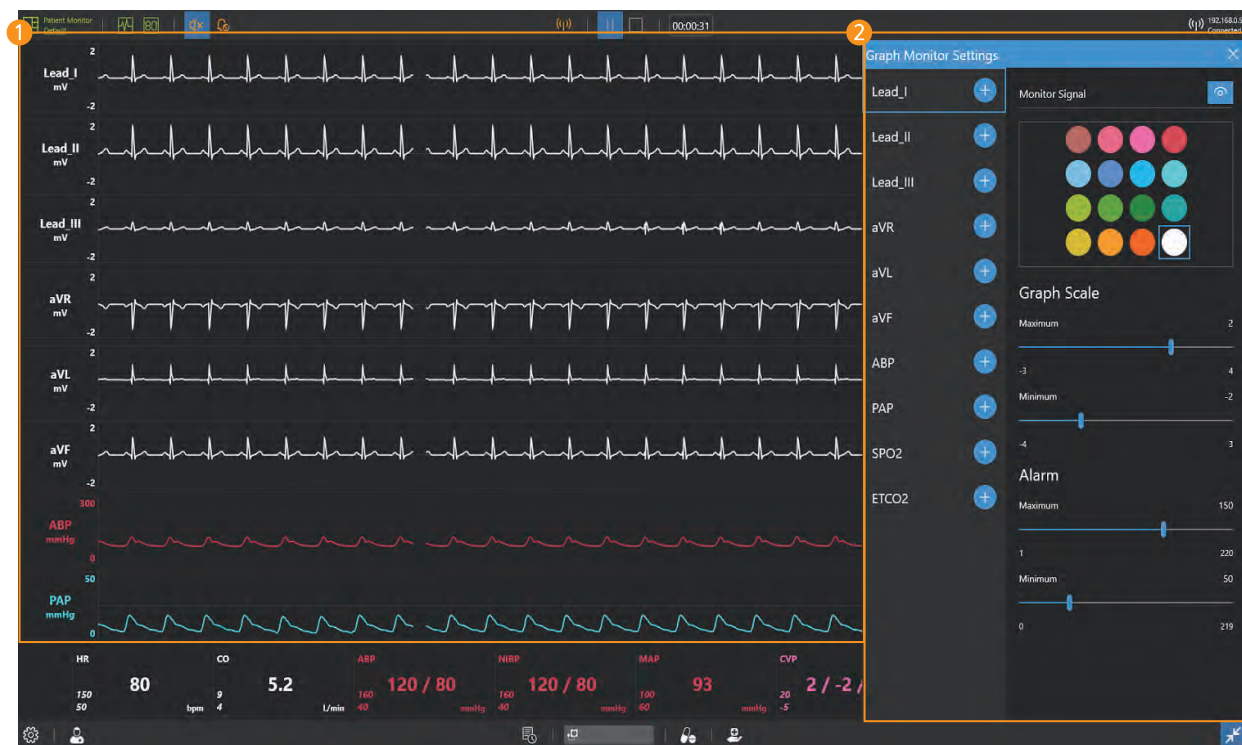 1
Patient Monitor
Default
80
00:00:31
192.168.0.5
Connected
2
Graph Monitor Settings
2
Lead_I
mV
-2
2
Lead_II
mV
-2
2
Lead_III
mV
-2
2
aVR
mV
-2
2
aVL
mV
-2
2
aVF
mV
-2
300
ABP
mmHg
0
50
PAP
mmHg
0
Lead_I
Lead_II
Lead_III
aVR
aVL
aVF
ABP
PAP
SPO2
ETCO2
Monitor Signal
Graph Scale
Maximum 2
-3 4
Minimum -2
-4 3
Alarm
Maximum 150
1 220
Minimum 50
0 219
HR
80
150
50
bpm
CO
5.2
9
4
L/min
ABP
120 / 80
160
40
mmHg
NIBP
120 / 80
160
40
mmHg
MAP
93
100
60
mmHg
CVP
2 / -2 /
20
-5